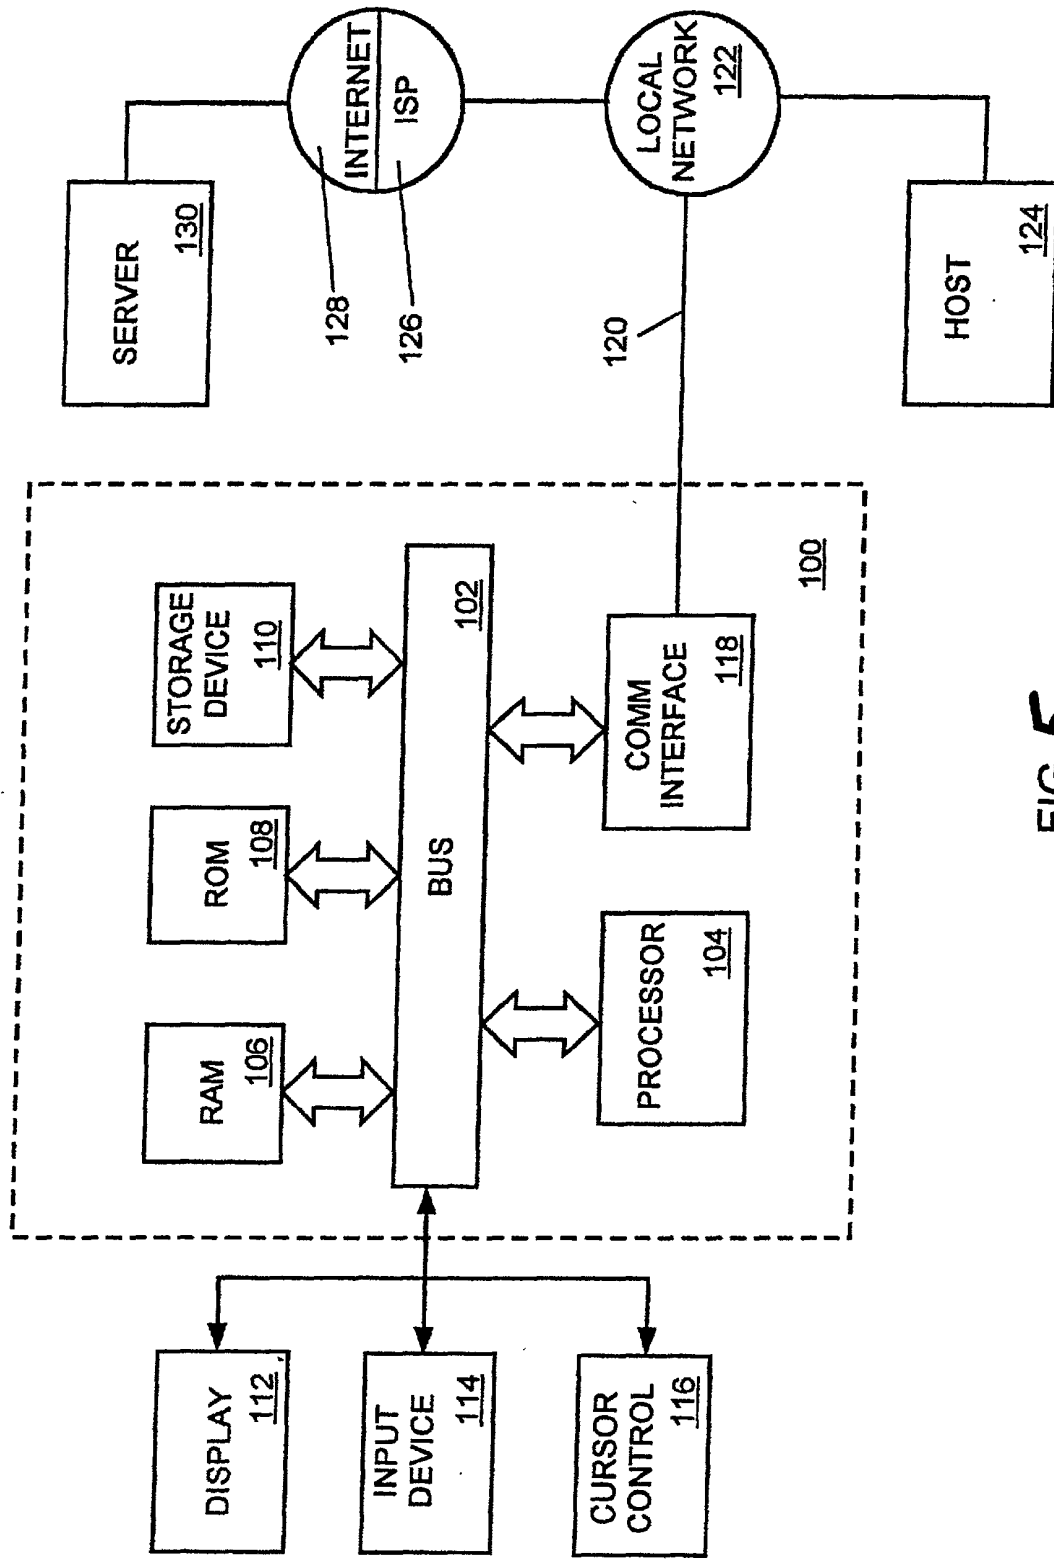 DISPLAY
112
INPUT
DEVICE
114
CURSOR
CONTROL
116
RAM
106
ROM
108
STORAGE
DEVICE
110
BUS
102
PROCESSOR
104
COMM
INTERFACE
118
100
SERVER
130
128
126
INTERNET
ISP
120
LOCAL
NETWORK
122
HOST
124
FIG. 5